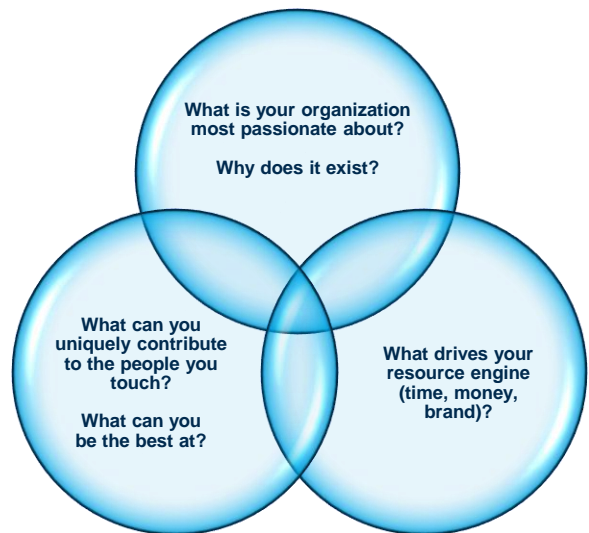 What is your organization
most passionate about?
Why does it exist?
What can you
uniquely contribute
to the people you
touch?
What can you
be the best at?
What drives your
resource engine
(time, money,
brand)?